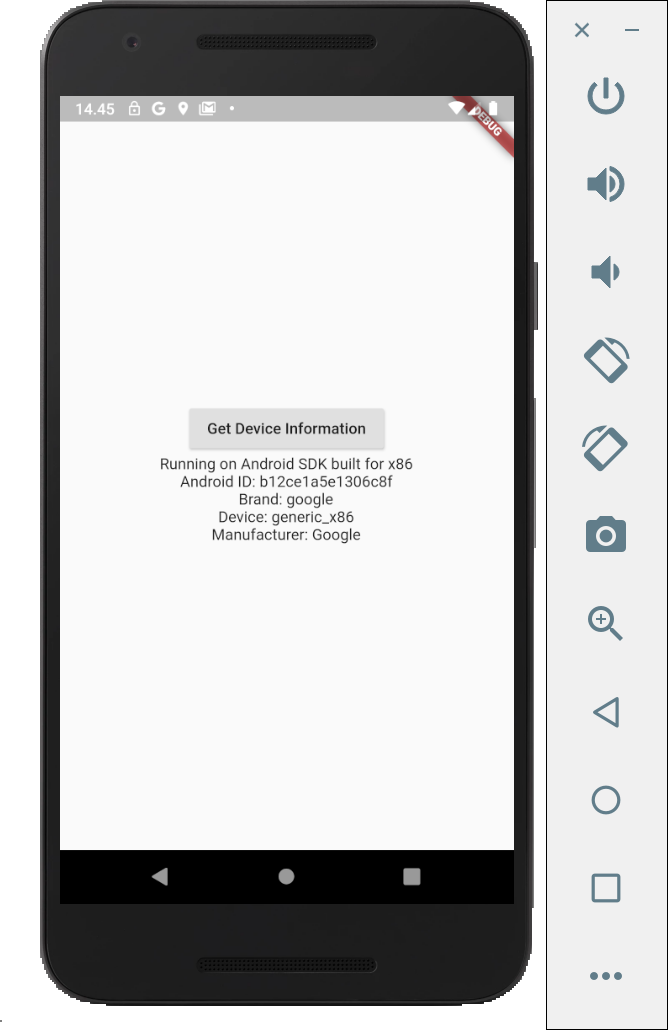 14.45
DEBUG
Get Device Information
Running on Android SDK built for x86
Android ID: b12ce1a5e1306c8f
Brand: google
Device: generic_x86
Manufacturer: Google